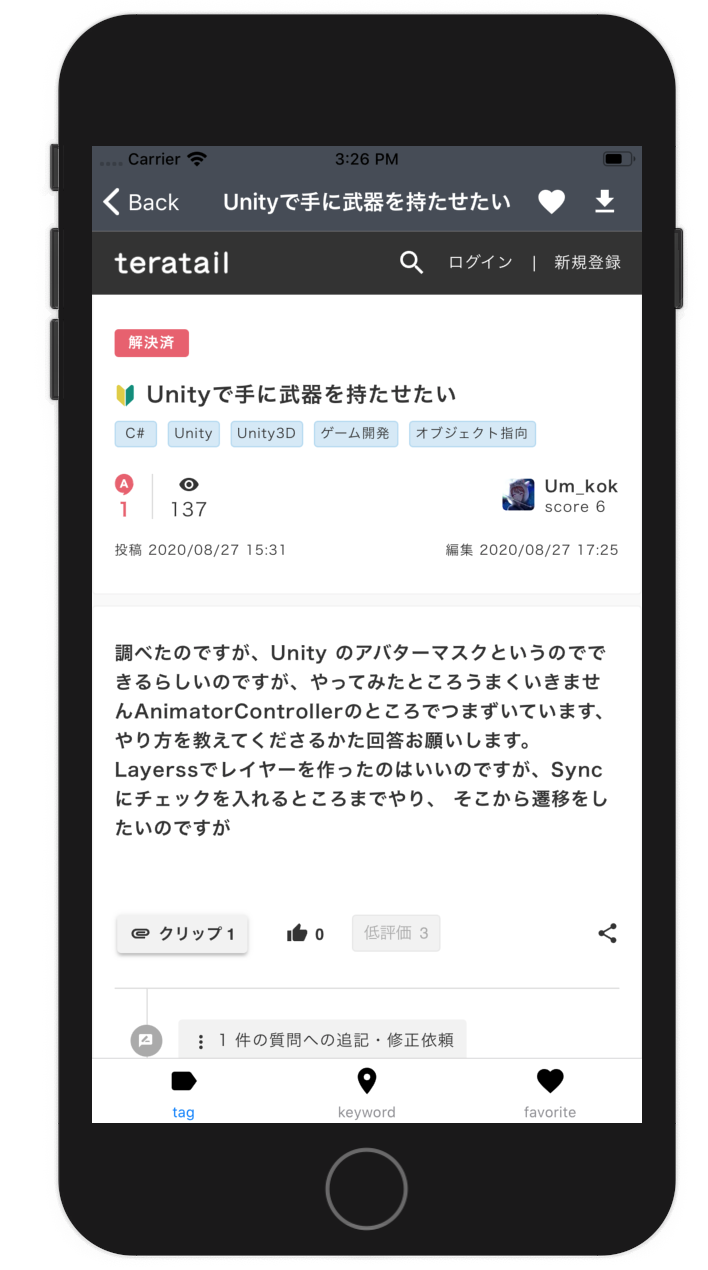 Carrier 3:26 PM
Back Unityで手に武器を持たせたい
teratail ログイン | 新規登録
解決済
Unityで手に武器を持たせたい
C# Unity Unity3D ゲーム開発 オブジェクト指向
A
1 137
Um_kok
score 6
投稿 2020/08/27 15:31 編集 2020/08/27 17:25
調べたのですが、Unity のアバターマスクというのでで
きるらしいのですが、やってみたところうまくいきませ
んAnimatorControllerのところでつまずいています、
やり方を教えてくださるかた回答お願いします。
Layerssでレイヤーを作ったのはいいのですが、Sync
にチェックを入れるところまでやり、 そこから遷移をし
たいのですが
クリップ 1 0 低評価 3
1 件の質問への追記・修正依頼
tag keyword favorite